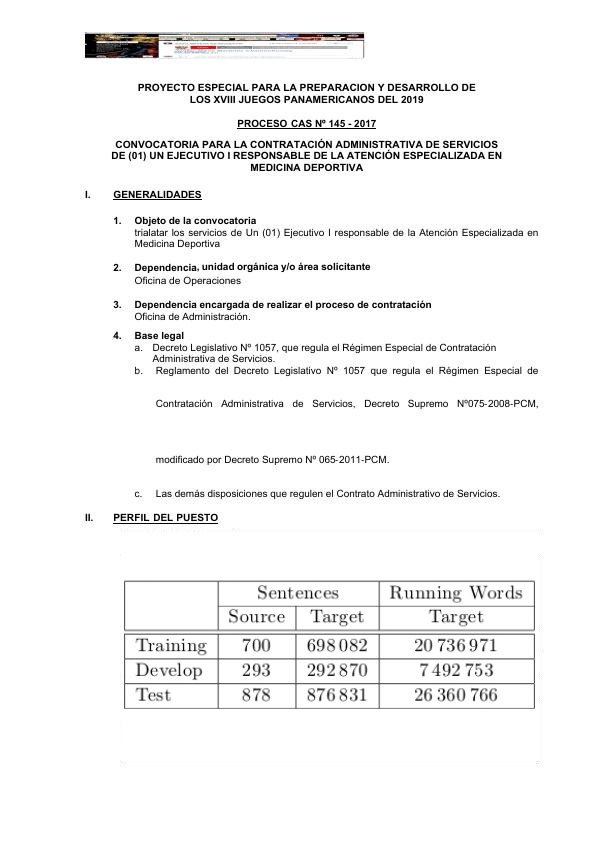 PROYECTO ESPECIAL PARA LA PREPARACION Y DESARROLLO DE
LOS XVIII JUEGOS PANAMERICANOS DEL 2019
PROCESO CAS Nº 145 - 2017
CONVOCATORIA PARA LA CONTRATACIÓN ADMINISTRATIVA DE SERVICIOS
DE (01) UN EJECUTIVO I RESPONSABLE DE LA ATENCIÓN ESPECIALIZADA EN
MEDICINA DEPORTIVA
I. GENERALIDADES
1. Objeto de la convocatoria
trialatar los servicios de Un (01) Ejecutivo I responsable de la Atención Especializada en
Medicina Deportiva
2. Dependencia, unidad orgánica y/o área solicitante
Oficina de Operaciones
3. Dependencia encargada de realizar el proceso de contratación
Oficina de Administración.
4. Base legal
a. Decreto Legislativo Nº 1057, que regula el Régimen Especial de Contratación
Administrativa de Servicios.
b. Reglamento del Decreto Legislativo Nº 1057 que regula el Régimen Especial de
Contratación Administrativa de Servicios, Decreto Supremo Nº075-2008-PCM,
modificado por Decreto Supremo Nº 065-2011-PCM.
c. Las demás disposiciones que regulen el Contrato Administrativo de Servicios.
II. PERFIL DEL PUESTO
Sentences Running Words
Source Target Target
Training 700 698 082 20 736 971
Develop 293 292 870 7 492 753
Test 878 876 831 26 360 766